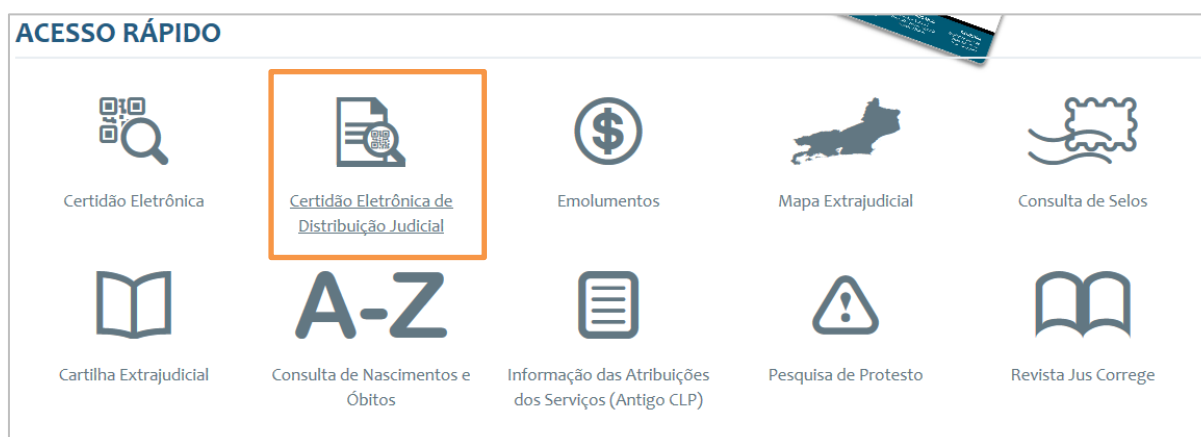 ACESSO RÁPIDO
Certidão Eletrônica
Certidão Eletrônica de
Distribuição Judicial
Emolumentos
Mapa Extrajudicial
Consulta de Selos
A-Z
Cartilha Extrajudicial
Consulta de Nascimentos e
Óbitos
Informação das Atribuições
dos Serviços (Antigo CLP)
Pesquisa de Protesto
Revista Jus Correge